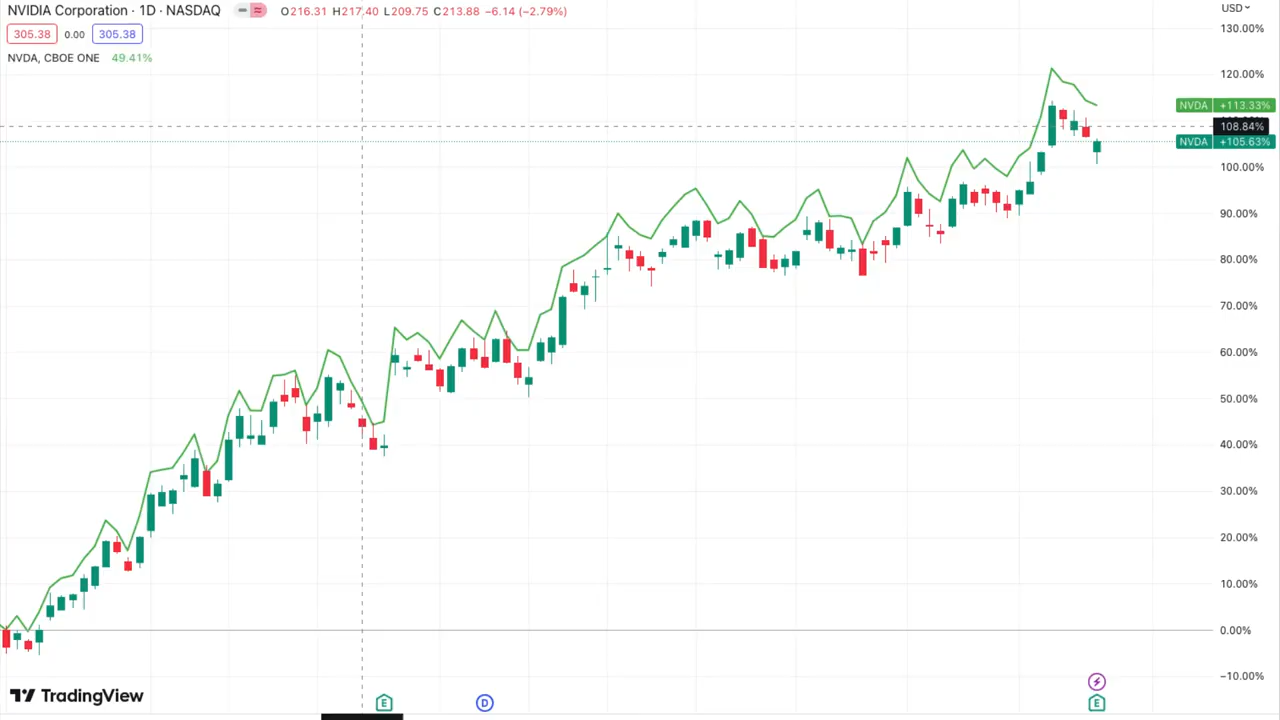 NVIDIA Corporation · 1D · NASDAQ O216.31 H217.40 L209.75 C213.88 −6.14 (−2.79%)
305.38 0.00 305.38
NVDA, CBOE ONE 49.41%
USD
130.00%
120.00%
NVDA +113.33%
108.84%
NVDA +105.63%
100.00%
90.00%
80.00%
70.00%
60.00%
50.00%
40.00%
30.00%
20.00%
10.00%
0.00%
−10.00%
TradingView
E D E